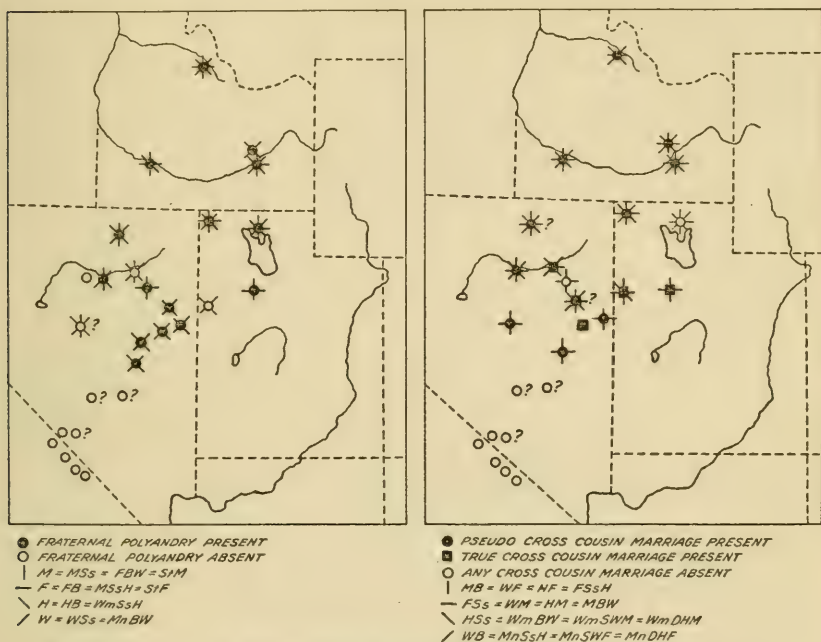 ?
?
? ?
?
?
?
? ?
?
FRATERNAL POLYANDRY PRESENT
FRATERNAL POLYANDRY ABSENT
M = MSs = FBW = StM
F = FB = MSsH = StF
H = HB = WmSsH
W = WSs = MnBW
PSEUDO CROSS COUSIN MARRIAGE PRESENT
TRUE CROSS COUSIN MARRIAGE PRESENT
ANY CROSS COUSIN MARRIAGE ABSENT
MB = WF = HF = FSsH
FSs = WM = HM = MBW
HSs = WmBW = WmSWM = WmDHM
WB = MnSsH = MnSWF = MnDHF